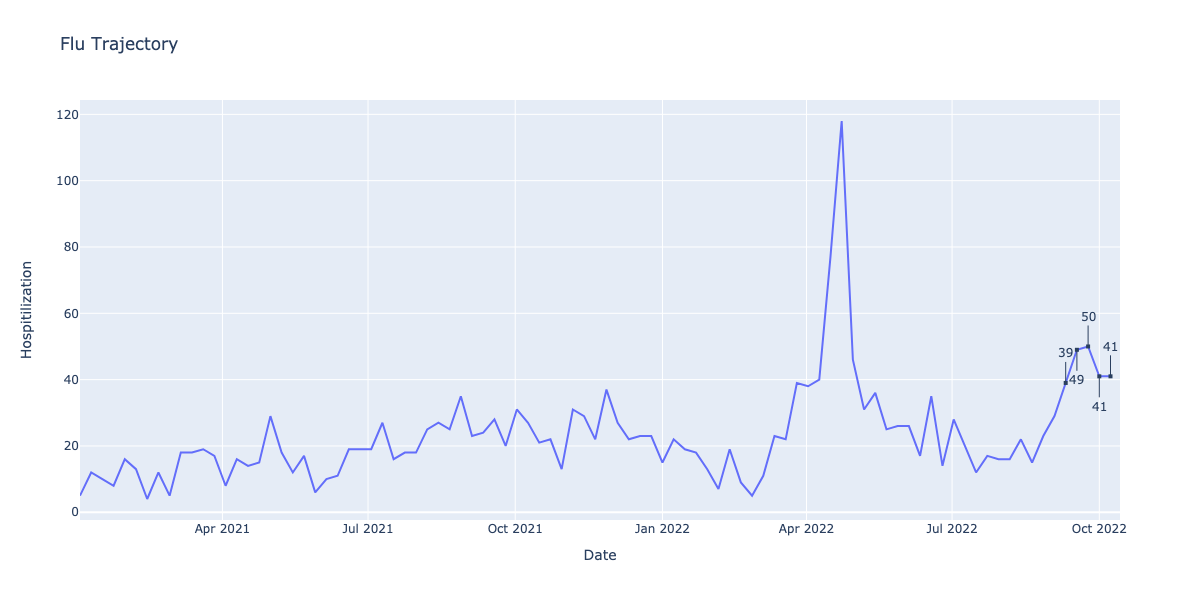 Flu Trajectory
120
100
80
60
40
20
0
Hospitilization
50
39
41
49
41
Apr 2021
Jul 2021
Oct 2021
Jan 2022
Apr 2022
Jul 2022
Oct 2022
Date